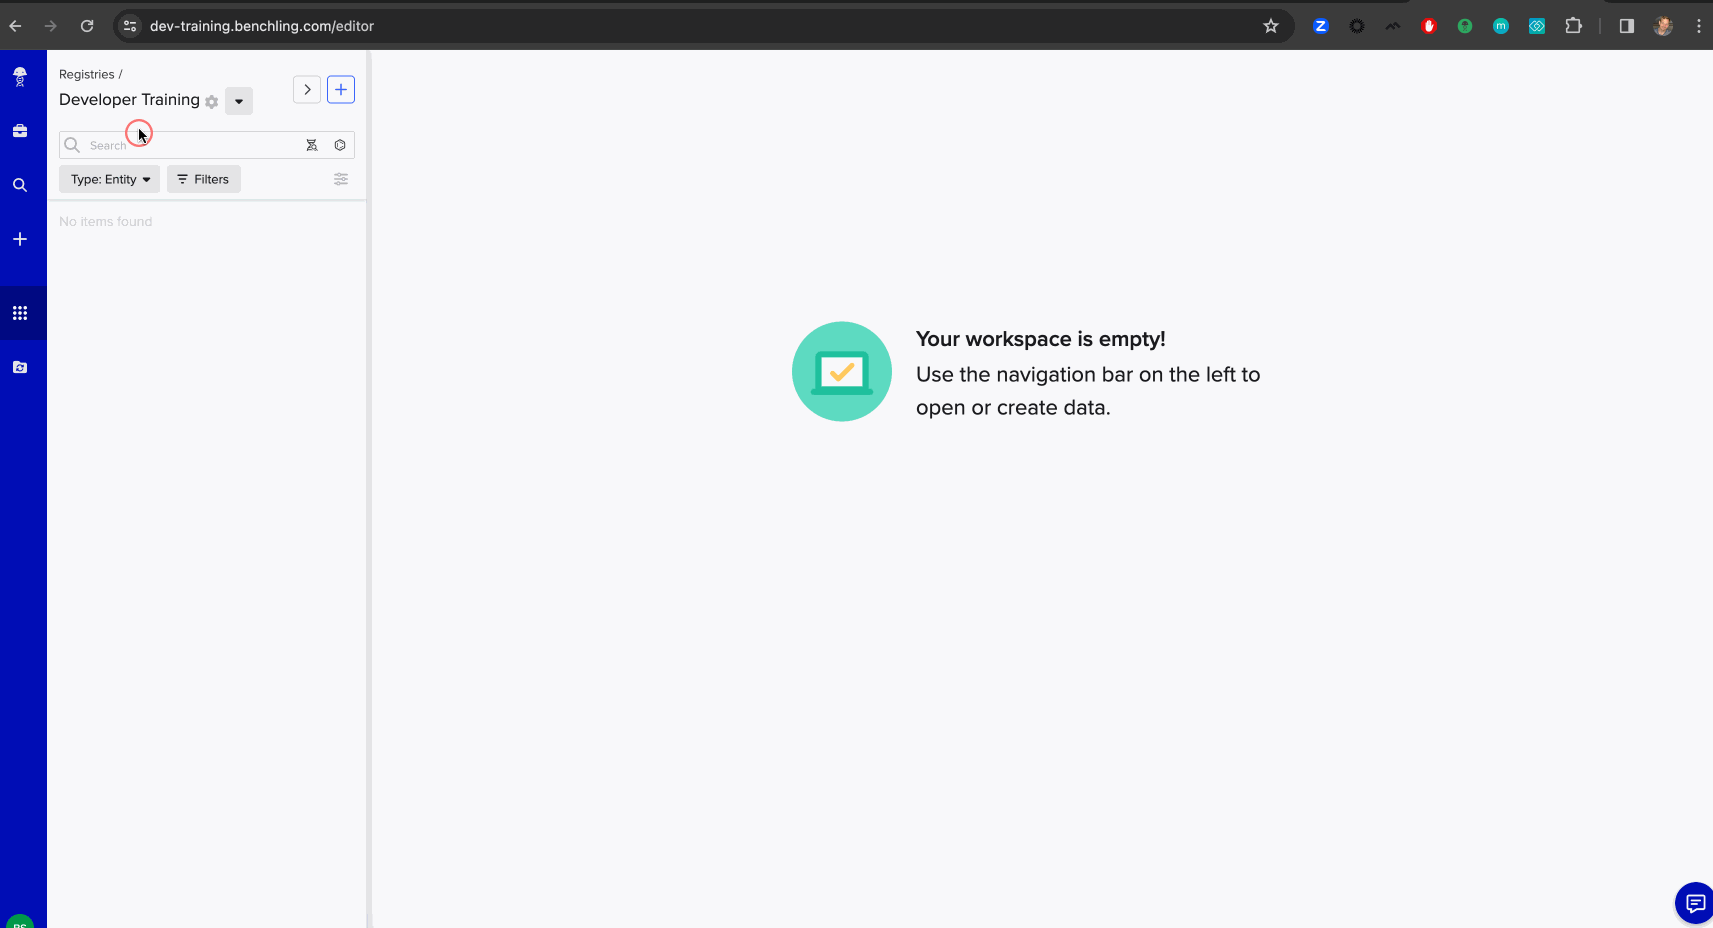 dev-training.benchling.com/editor
Registries /
Developer Training
Search
Type: Entity
Filters
No items found
Your workspace is empty!
Use the navigation bar on the left to
open or create data.